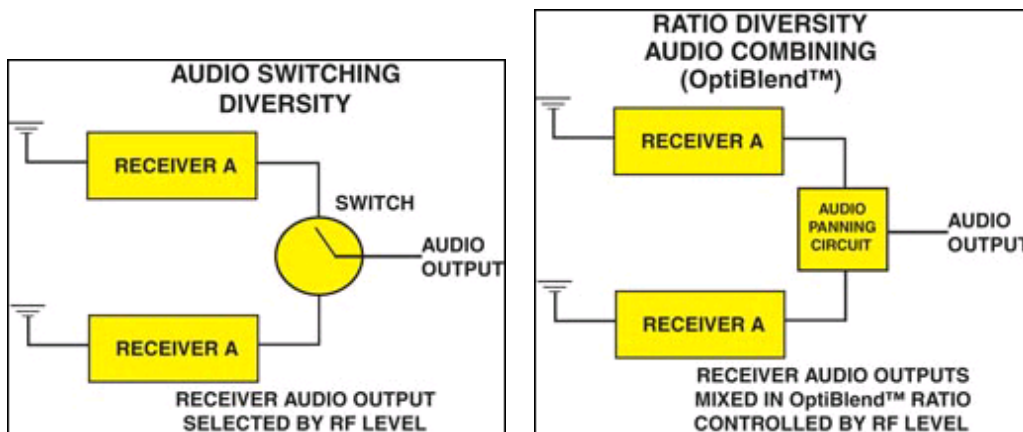 AUDIO SWITCHING
DIVERSITY
RECEIVER A
SWITCH
AUDIO
OUTPUT
RECEIVER A
RECEIVER AUDIO OUTPUT
SELECTED BY RF LEVEL
RATIO DIVERSITY
AUDIO COMBINING
(OptiBlend™)
RECEIVER A
AUDIO
PANNING
CIRCUIT
AUDIO
OUTPUT
RECEIVER A
RECEIVER AUDIO OUTPUTS
MIXED IN OptiBlend™ RATIO
CONTROLLED BY RF LEVEL